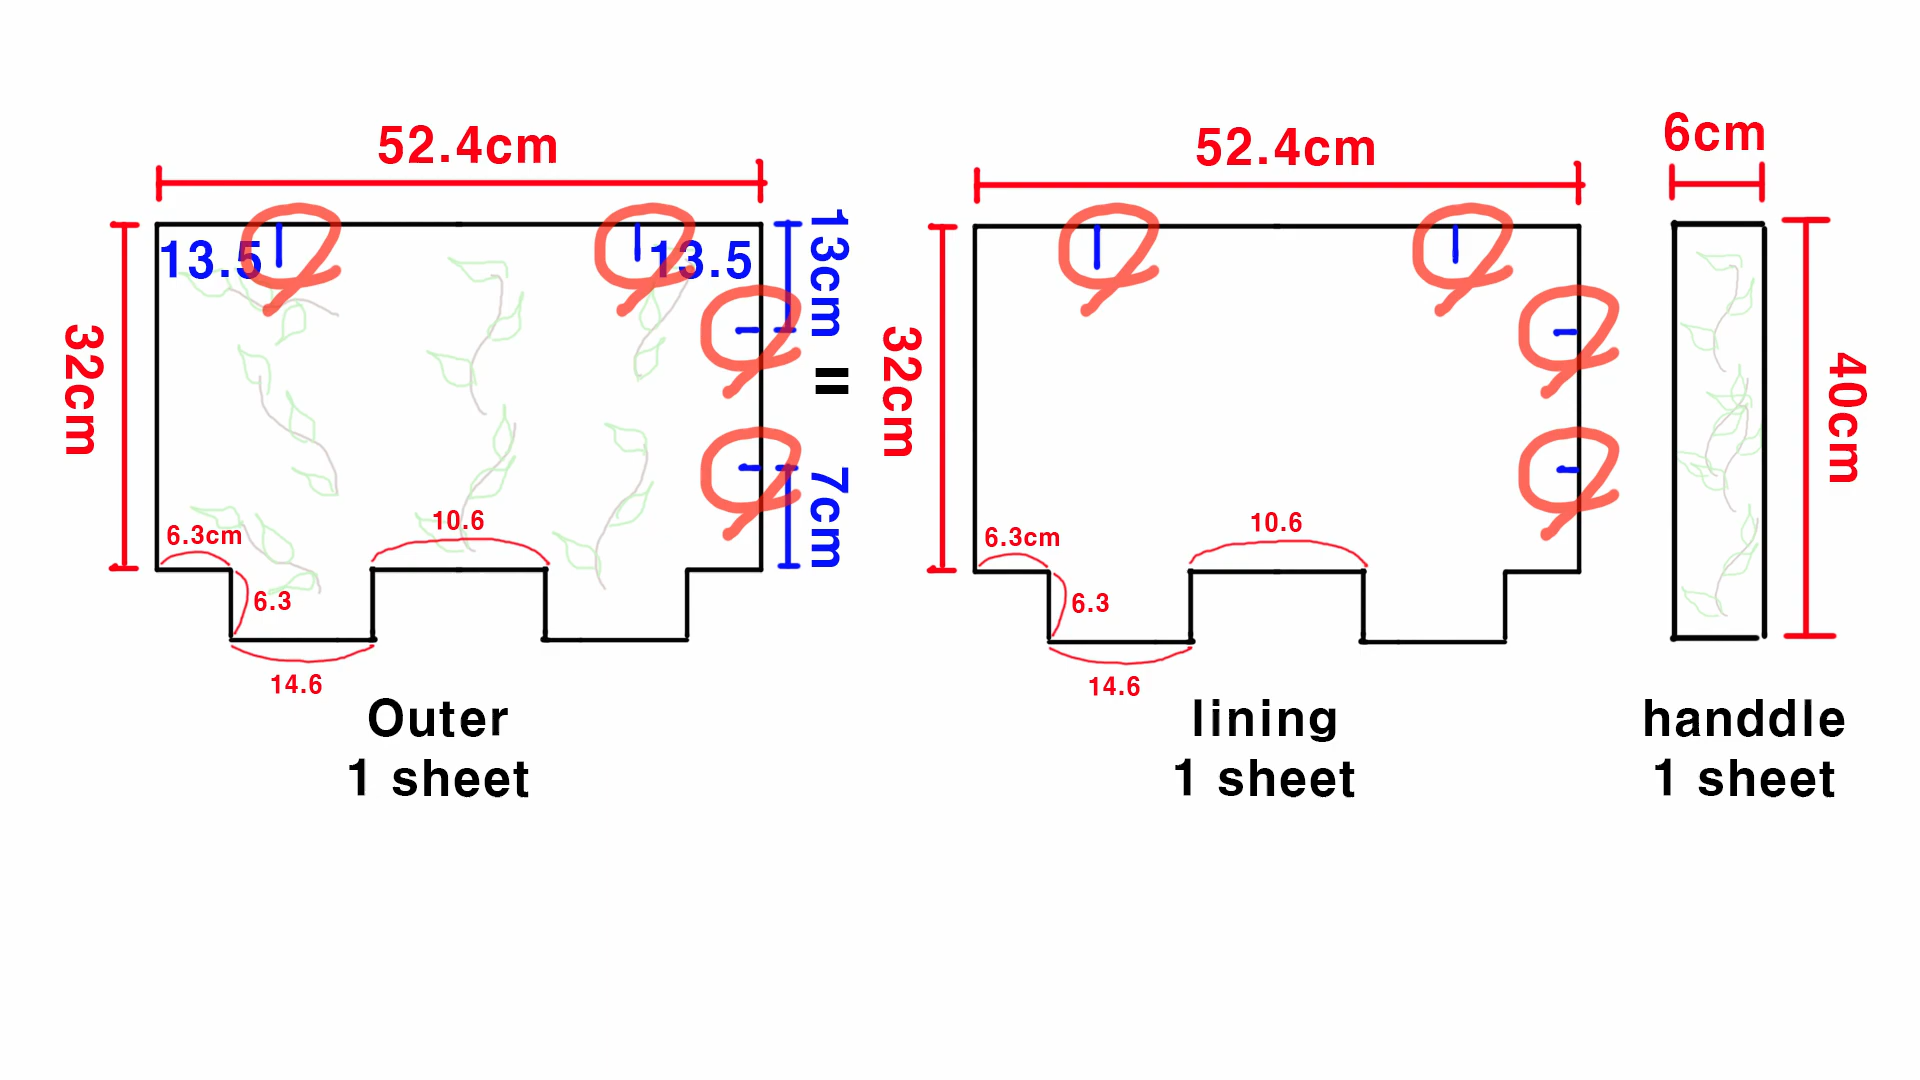 52.4cm
13.5
13.5
13cm
=
7cm
32cm
6.3cm
6.3
10.6
14.6
Outer
1 sheet
52.4cm
32cm
6.3cm
6.3
10.6
14.6
lining
1 sheet
6cm
40cm
handdle
1 sheet